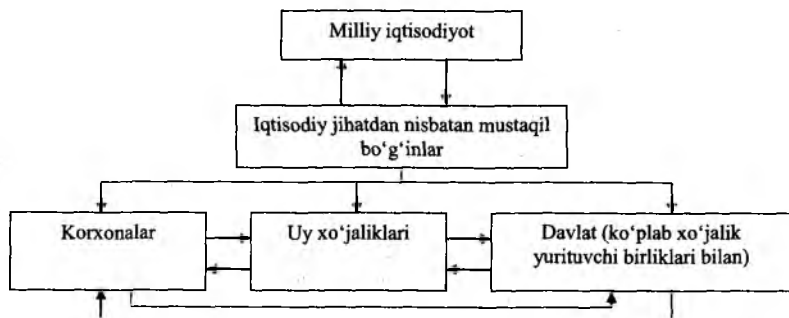 Milliy iqtisodiyot
Iqtisodiy jihatdan nisbatan mustaqil
bo‘g‘inlar
Korxonalar
Uy xo‘jaliklari
Davlat (ko‘plab xo‘jalik
yurituvchi birliklari bilan)